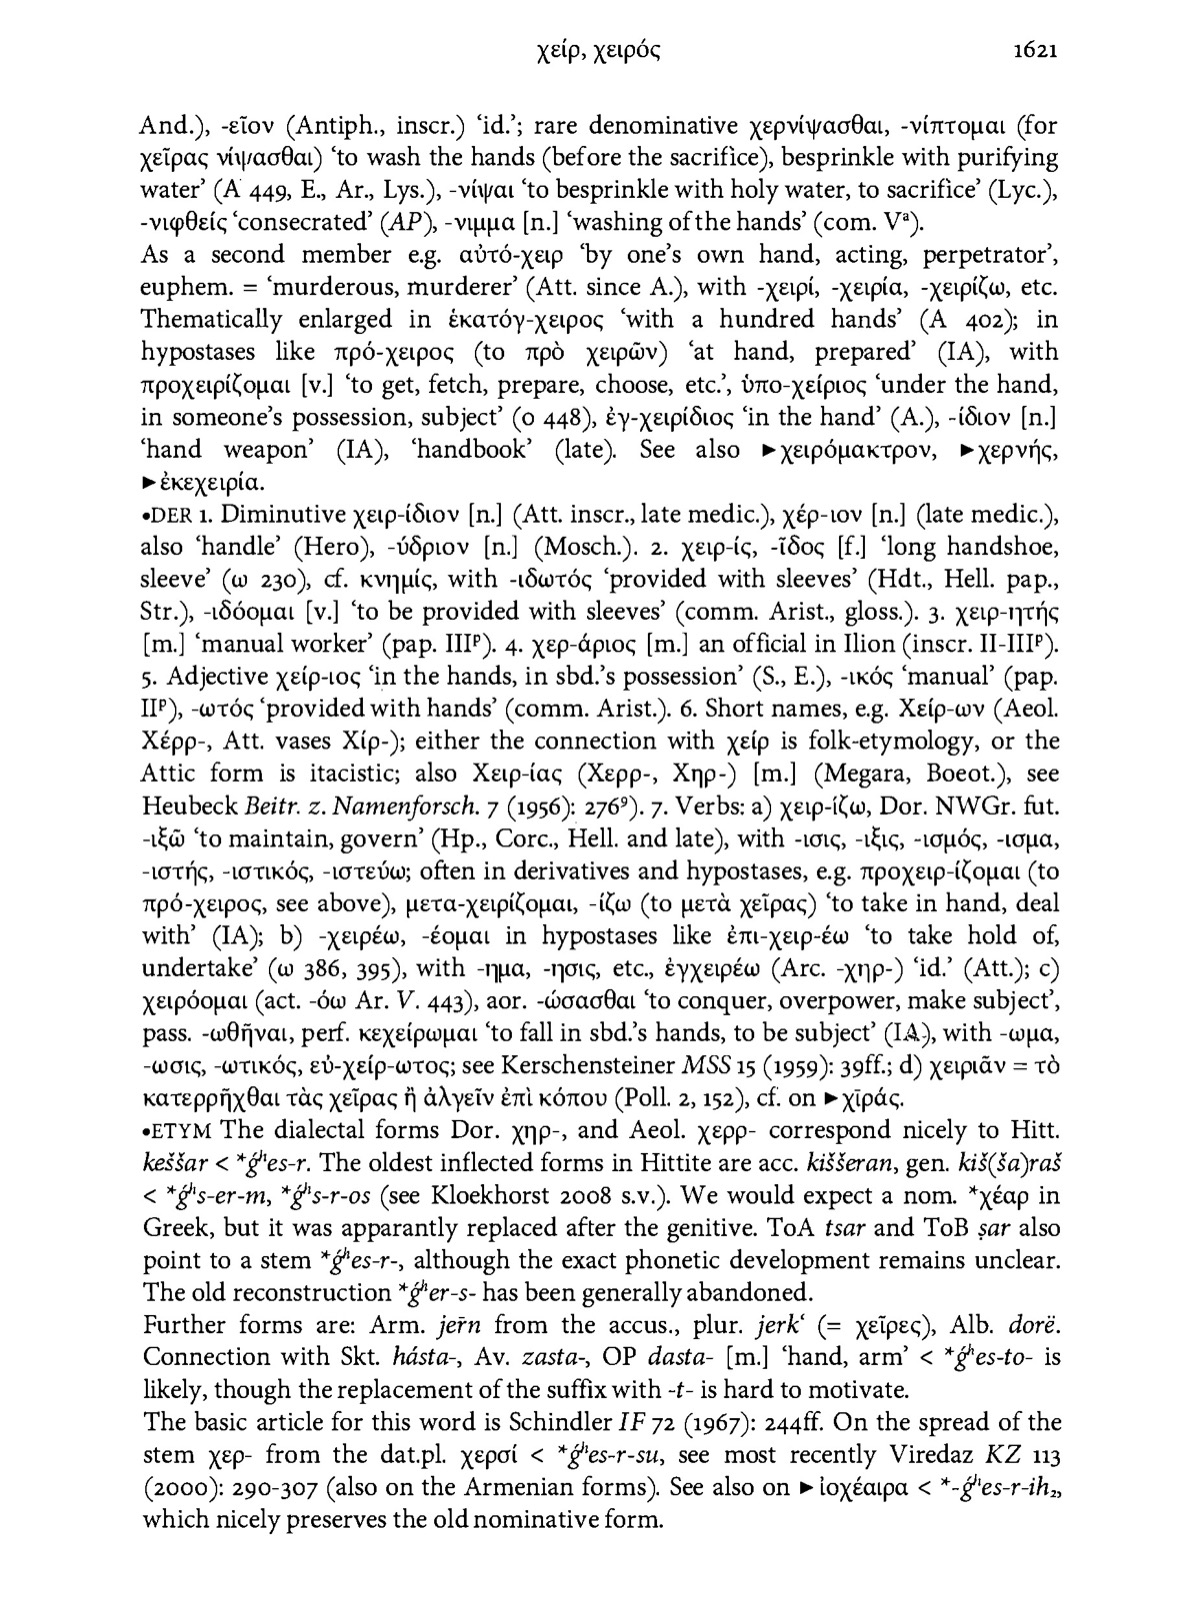 χείρ, χειρός 1621
And.), -εῖον (Antiph., inscr.) ‘id.’; rare denominative χερνίψασθαι, -νίπτομαι (for
χεῖρας νίψασθαι) ‘to wash the hands (before the sacrifice), besprinkle with purifying
water’ (Α 449, E., Ar., Lys.), -νίψαι ‘to besprinkle with holy water, to sacrifice’ (Lyc.),
-νιφθείς ‘consecrated’ (AP), -νιμμα [n.] ‘washing of the hands’ (com. Vᵃ).
As a second member e.g. αὐτό-χειρ ‘by one’s own hand, acting, perpetrator’,
euphem. = ‘murderous, murderer’ (Att. since A.), with -χειρί, -χειρία, -χειρίζω, etc.
Thematically enlarged in ἑκατόγ-χειρος ‘with a hundred hands’ (A 402); in
hypostases like πρό-χειρος (to πρὸ χειρῶν) ‘at hand, prepared’ (IA), with
προχειρίζομαι [v.] ‘to get, fetch, prepare, choose, etc.’, ὑπο-χείριος ‘under the hand,
in someone’s possession, subject’ (ο 448), ἐγ-χειρίδιος ‘in the hand’ (A.), -ίδιον [n.]
‘hand weapon’ (IA), ‘handbook’ (late). See also ►χειρόμακτρον, ►χερνής,
►ἐκεχειρία.
•DER 1. Diminutive χειρ-ίδιον [n.] (Att. inscr., late medic.), χέρ-ιον [n.] (late medic.),
also ‘handle’ (Hero), -ύδριον [n.] (Mosch.). 2. χειρ-ίς, -ῖδος [f.] ‘long handshoe,
sleeve’ (ω 230), cf. κνημίς, with -ιδωτός ‘provided with sleeves’ (Hdt., Hell. pap.,
Str.), -ιδόομαι [v.] ‘to be provided with sleeves’ (comm. Arist., gloss.). 3. χειρ-ητής
[m.] ‘manual worker’ (pap. IIIᵖ). 4. χερ-άριος [m.] an official in Ilion (inscr. II-IIIᵖ).
5. Adjective χείρ-ιος ‘in the hands, in sbd.’s possession’ (S., E.), -ικός ‘manual’ (pap.
IIᵖ), -ωτός ‘provided with hands’ (comm. Arist.). 6. Short names, e.g. Χείρ-ων (Aeol.
Χέρρ-, Att. vases Χίρ-); either the connection with χείρ is folk-etymology, or the
Attic form is itacistic; also Χειρ-ίας (Χερρ-, Χηρ-) [m.] (Megara, Boeot.), see
Heubeck Beitr. z. Namenforsch. 7 (1956): 276⁹). 7. Verbs: a) χειρ-ίζω, Dor. NWGr. fut.
-ιξῶ ‘to maintain, govern’ (Hp., Corc., Hell. and late), with -ισις, -ιξις, -ισμός, -ισμα,
-ιστής, -ιστικός, -ιστεύω; often in derivatives and hypostases, e.g. προχειρ-ίζομαι (to
πρό-χειρος, see above), μετα-χειρίζομαι, -ίζω (to μετὰ χεῖρας) ‘to take in hand, deal
with’ (IA); b) -χειρέω, -έομαι in hypostases like ἐπι-χειρ-έω ‘to take hold of,
undertake’ (ω 386, 395), with -ημα, -ησις, etc., ἐγχειρέω (Arc. -χηρ-) ‘id.’ (Att.); c)
χειρόομαι (act. -όω Ar. V. 443), aor. -ώσασθαι ‘to conquer, overpower, make subject’,
pass. -ωθῆναι, perf. κεχείρωμαι ‘to fall in sbd.’s hands, to be subject’ (IA), with -ωμα,
-ωσις, -ωτικός, εὐ-χείρ-ωτος; see Kerschensteiner MSS 15 (1959): 39ff.; d) χειριᾶν = τὸ
κατερρῆχθαι τὰς χεῖρας ἢ ἀλγεῖν ἐπὶ κόπου (Poll. 2, 152), cf. on ►χῑράς.
•ETYM The dialectal forms Dor. χηρ-, and Aeol. χερρ- correspond nicely to Hitt.
keššar < *ǵʰes-r. The oldest inflected forms in Hittite are acc. kiššeran, gen. kiš(ša)raš
< *ǵʰs-er-m, *ǵʰs-r-os (see Kloekhorst 2008 s.v.). We would expect a nom. *χέαρ in
Greek, but it was apparantly replaced after the genitive. ToA tsar and ToB ṣar also
point to a stem *ǵʰes-r-, although the exact phonetic development remains unclear.
The old reconstruction *ǵʰer-s- has been generally abandoned.
Further forms are: Arm. jeṙn from the accus., plur. jerkʿ (= χεῖρες), Alb. dorë.
Connection with Skt. hásta-, Av. zasta-, OP dasta- [m.] ‘hand, arm’ < *ǵʰes-to- is
likely, though the replacement of the suffix with -t- is hard to motivate.
The basic article for this word is Schindler IF 72 (1967): 244ff. On the spread of the
stem χερ- from the dat.pl. χερσί < *ǵʰes-r-su, see most recently Viredaz KZ 113
(2000): 290-307 (also on the Armenian forms). See also on ►ἰοχέαιρα < *-ǵʰes-r-ih₂,
which nicely preserves the old nominative form.